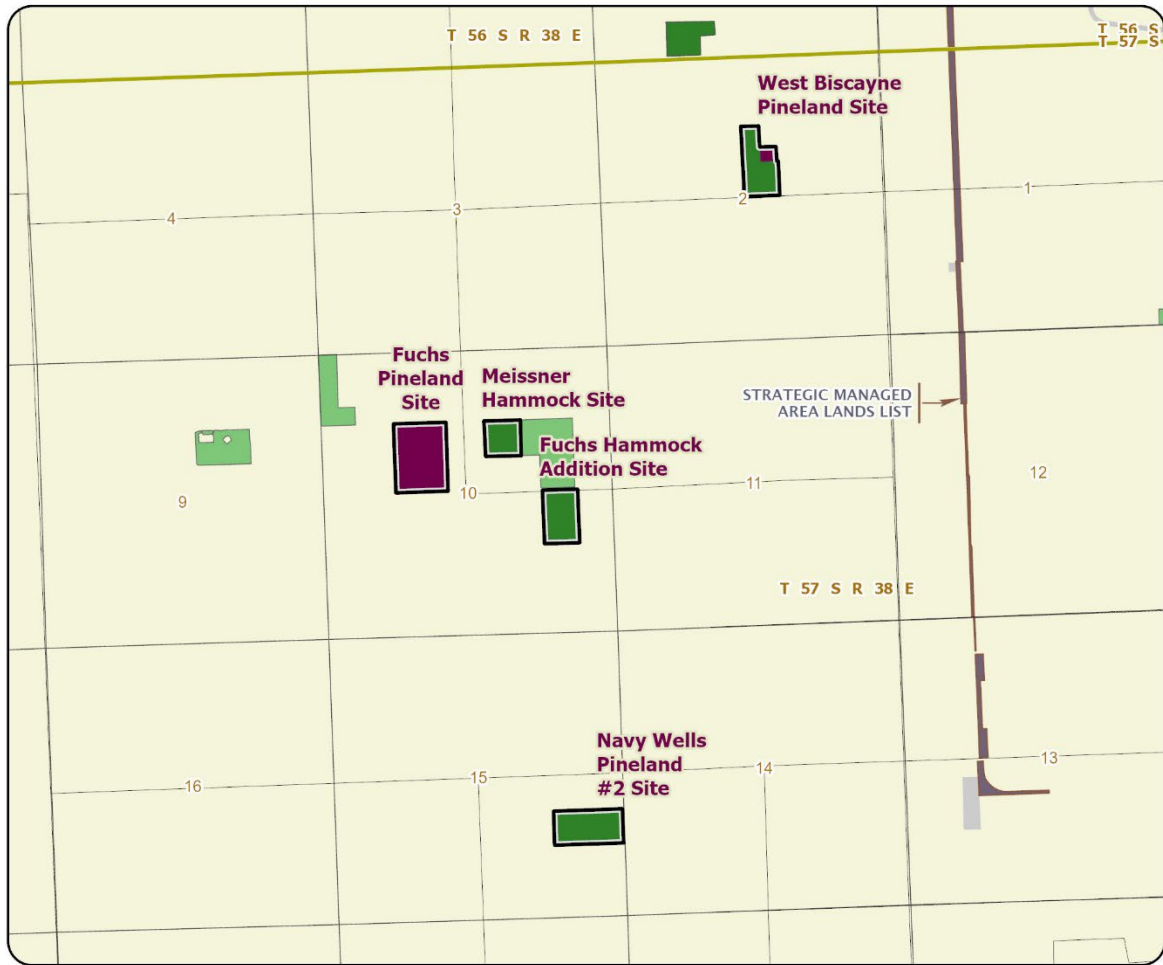 T 56 S R 38 E
T 56 S
T 57 S
West Biscayne
Pineland Site
4
3
2
1
Fuchs
Pineland
Site
Meissner
Hammock Site
STRATEGIC MANAGED
AREA LANDS LIST
Fuchs Hammock
Addition Site
9
10
11
12
T 57 S R 38 E
Navy Wells
Pineland
#2 Site
16
15
14
13